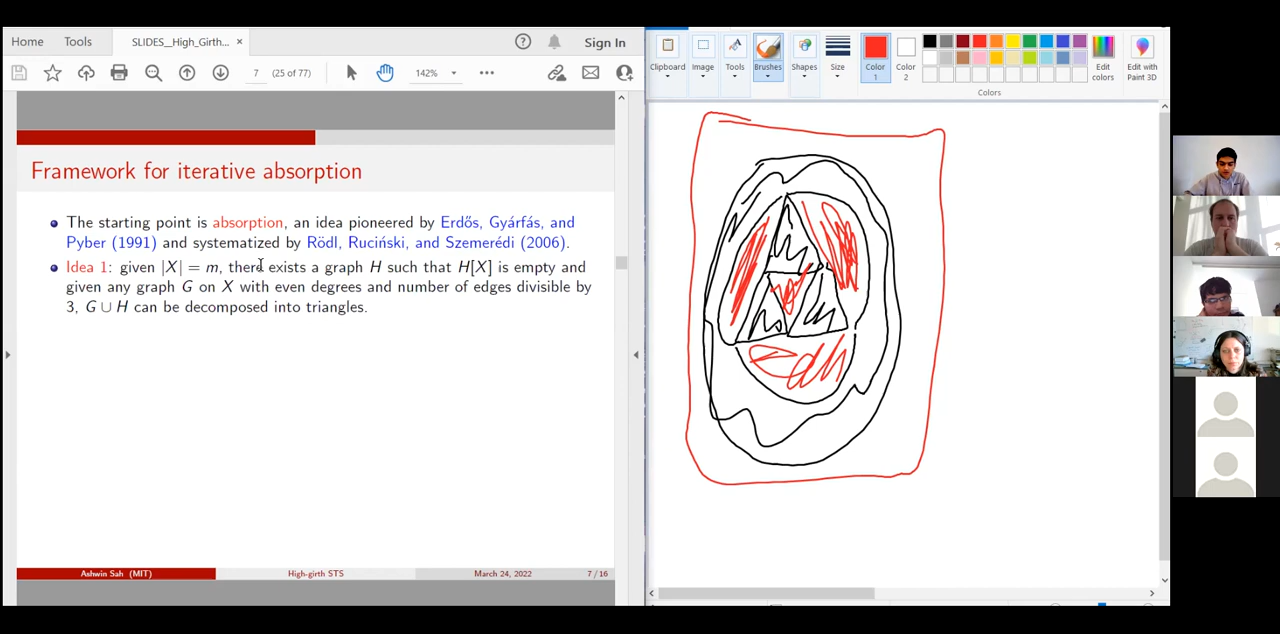 Home
Tools
SLIDES__High_Girth...
×
?
Sign In
7
(25 of 77)
142%
Framework for iterative absorption
The starting point is absorption, an idea pioneered by Erdős, Gyárfás, and
Pyber (1991) and systematized by Rödl, Ruciński, and Szemerédi (2006).
Idea 1: given |X| = m, there exists a graph H such that H[X] is empty and
given any graph G on X with even degrees and number of edges divisible by
3, G ∪ H can be decomposed into triangles.
Ashwin Sah (MIT)
High-girth STS
March 24, 2022
7 / 16
Clipboard
Image
Tools
Brushes
Shapes
Size
Color
1
Color
2
Edit
colors
Edit with
Paint 3D
Colors